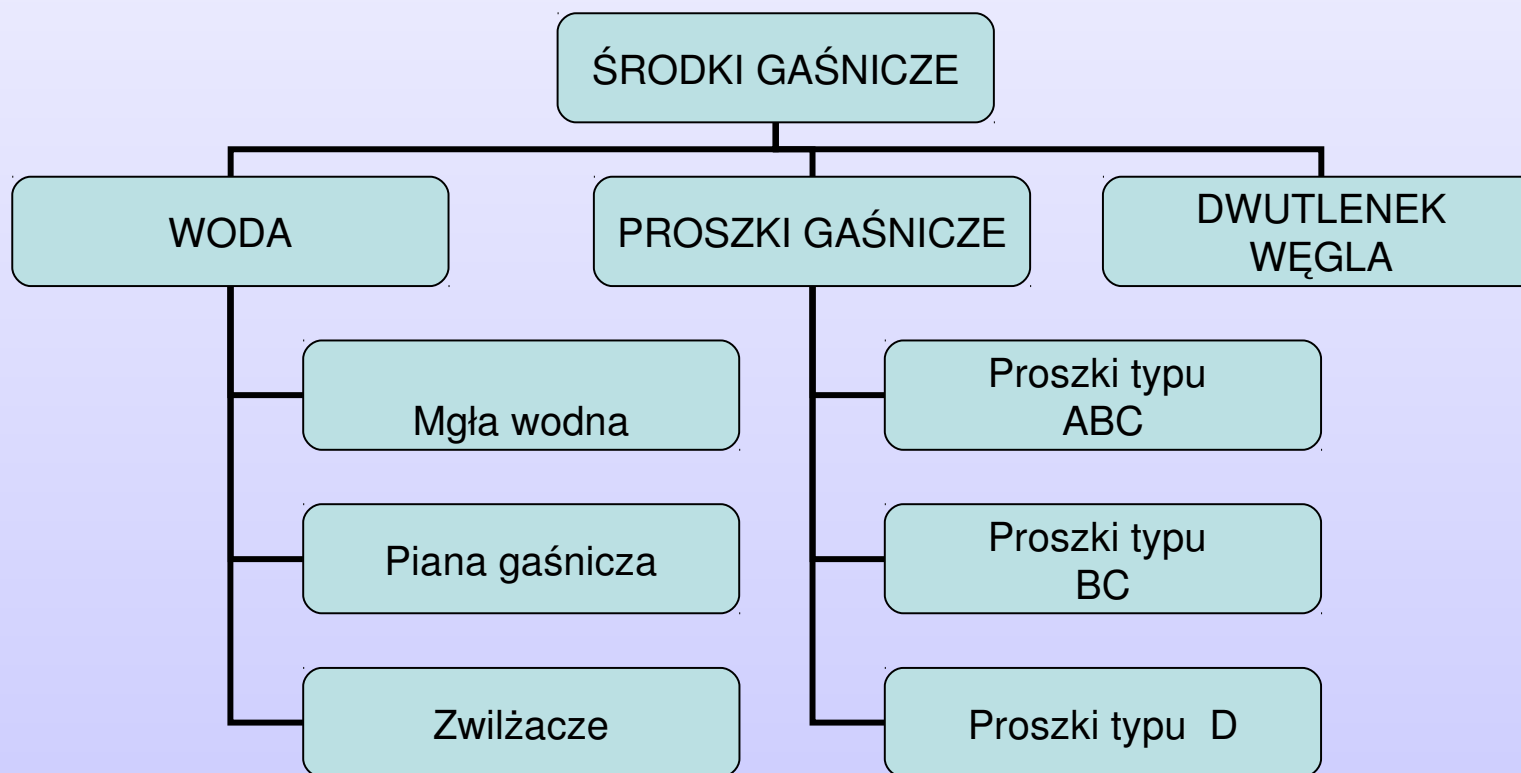 ŚRODKI GAŚNICZE
WODA
PROSZKI GAŚNICZE
DWUTLENEK
WĘGLA
Mgła wodna
Piana gaśnicza
Zwilżacze
Proszki typu
ABC
Proszki typu
BC
Proszki typu D